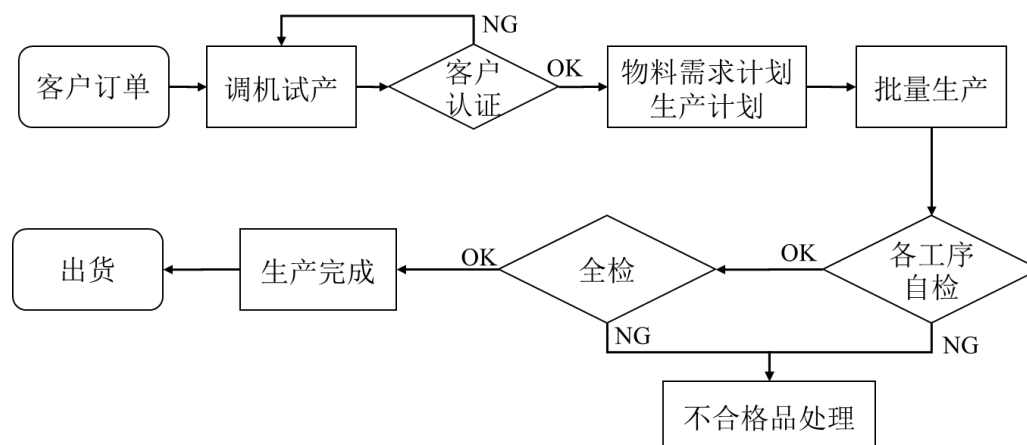 NG
客户订单
调机试产
客户
认证
OK
物料需求计划
生产计划
批量生产
出货
生产完成
OK
全检
OK
各工序
自检
NG
NG
不合格品处理